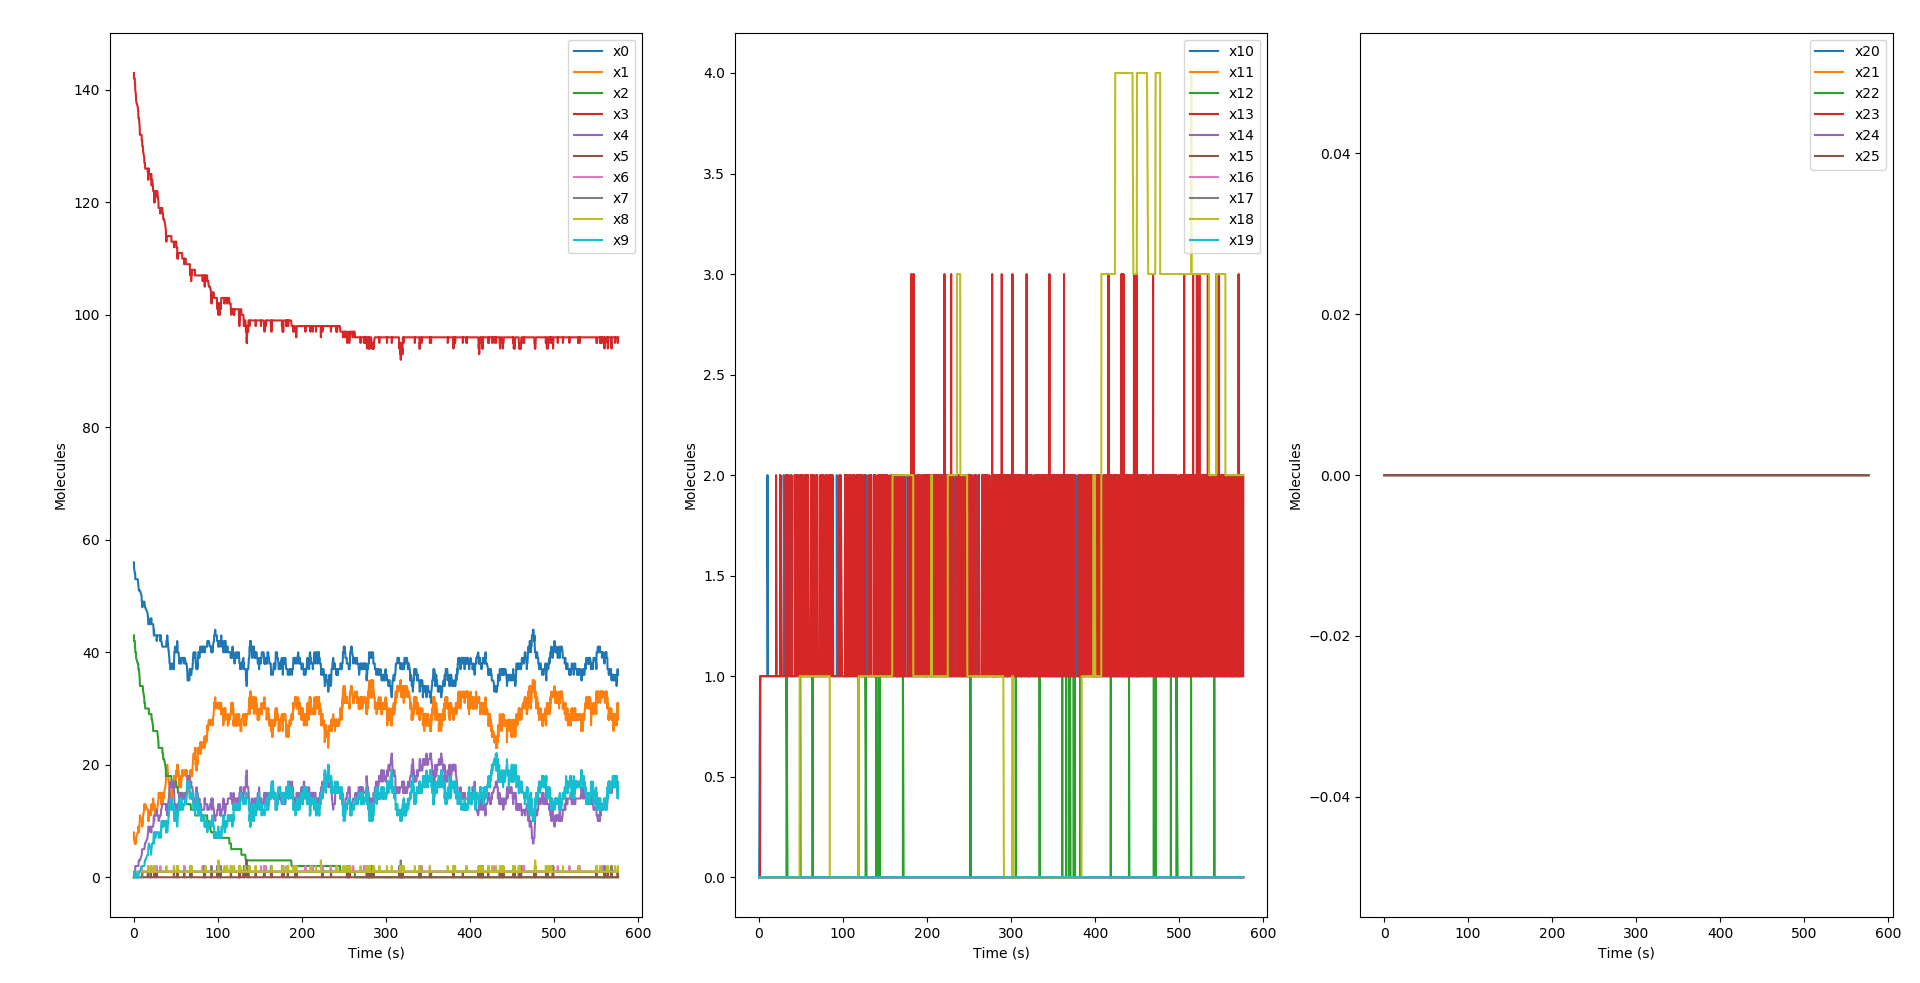 140
120
100
80
60
40
20
0
Molecules
0 100 200 300 400 500 600
Time (s)
x0
x1
x2
x3
x4
x5
x6
x7
x8
x9
4.0
3.5
3.0
2.5
2.0
1.5
1.0
0.5
0.0
Molecules
0 100 200 300 400 500 600
Time (s)
x10
x11
x12
x13
x14
x15
x16
x17
x18
x19
0.04
0.02
0.00
−0.02
−0.04
Molecules
0 100 200 300 400 500 600
Time (s)
x20
x21
x22
x23
x24
x25